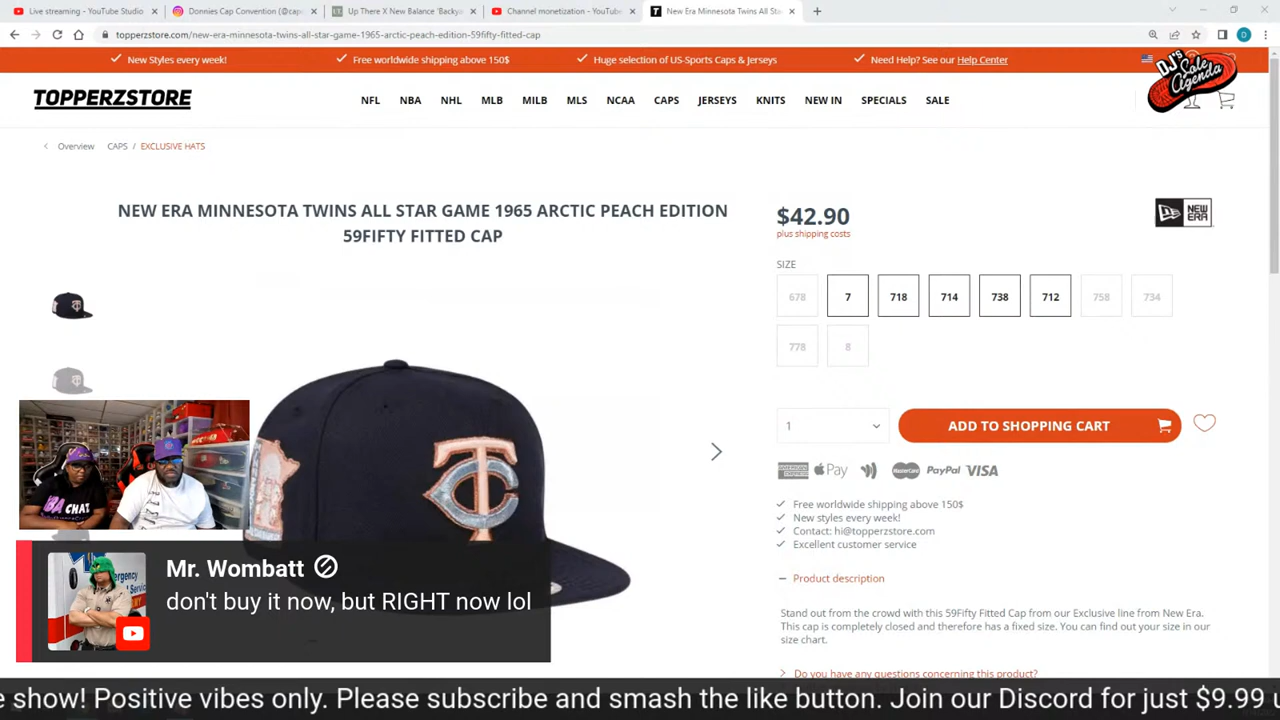 Live streaming - YouTube Studio
Donnies Cap Convention (@cap
Up There X New Balance 'Backya
Channel monetization - YouTube
New Era Minnesota Twins All Sta
topperzstore.com/new-era-minnesota-twins-all-star-game-1965-arctic-peach-edition-59fifty-fitted-cap
New Styles every week!
Free worldwide shipping above 150$
Huge selection of US-Sports Caps & Jerseys
Need Help? See our Help Center
TOPPERZSTORE
NFL NBA NHL MLB MILB MLS NCAA CAPS JERSEYS KNITS NEW IN SPECIALS SALE
DJ's Sole Agenda
Overview CAPS / EXCLUSIVE HATS
NEW ERA MINNESOTA TWINS ALL STAR GAME 1965 ARCTIC PEACH EDITION
59FIFTY FITTED CAP
$42.90
plus shipping costs
NEW ERA
SIZE
678 7 718 714 738 712 758 734
778 8
1
ADD TO SHOPPING CART
Pay MasterCard PayPal VISA
Free worldwide shipping above 150$
New styles every week!
Contact: hi@topperzstore.com
Excellent customer service
Product description
Stand out from the crowd with this 59Fifty Fitted Cap from our Exclusive line from New Era.
This cap is completely closed and therefore has a fixed size. You can find out your size in our
size chart.
Do you have any questions concerning this product?
TC
BA CHAT
Mr. Wombatt
don't buy it now, but RIGHT now lol
e show! Positive vibes only. Please subscribe and smash the like button. Join our Discord for just $9.99 u